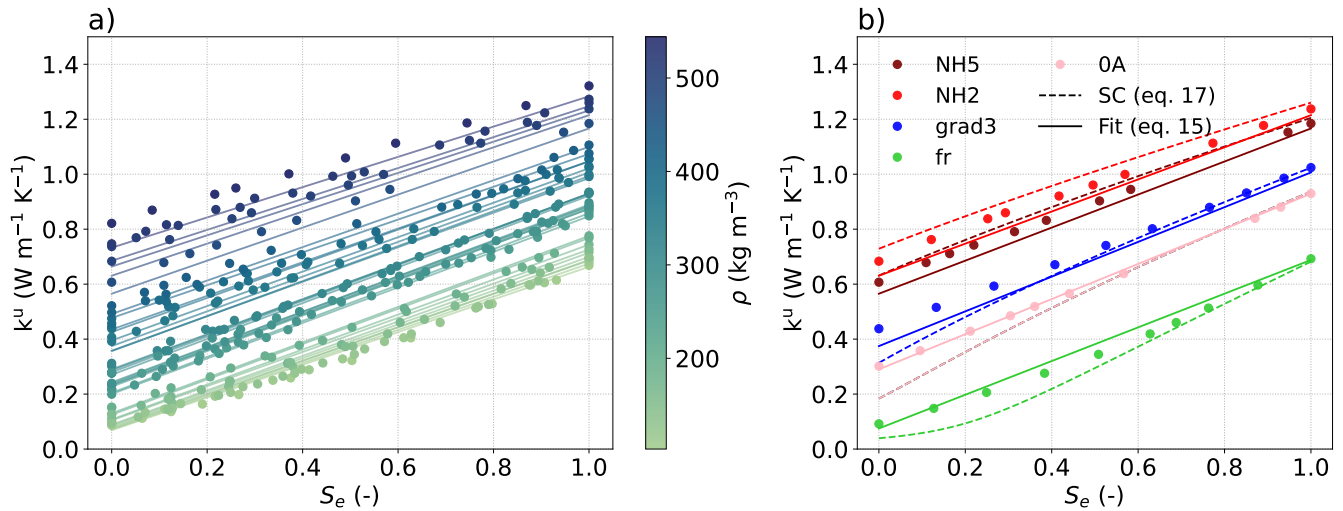 a)
1.4
1.2
1.0
0.8
0.6
0.4
0.2
0.0
kᵘ (W m⁻¹ K⁻¹)
0.0 0.2 0.4 0.6 0.8 1.0
Sₑ (-)
500
400
300
200
ρ (kg m⁻³)
b)
1.4
1.2
1.0
0.8
0.6
0.4
0.2
0.0
kᵘ (W m⁻¹ K⁻¹)
NH5
NH2
grad3
fr
0A
SC (eq. 17)
Fit (eq. 15)
0.0 0.2 0.4 0.6 0.8 1.0
Sₑ (-)